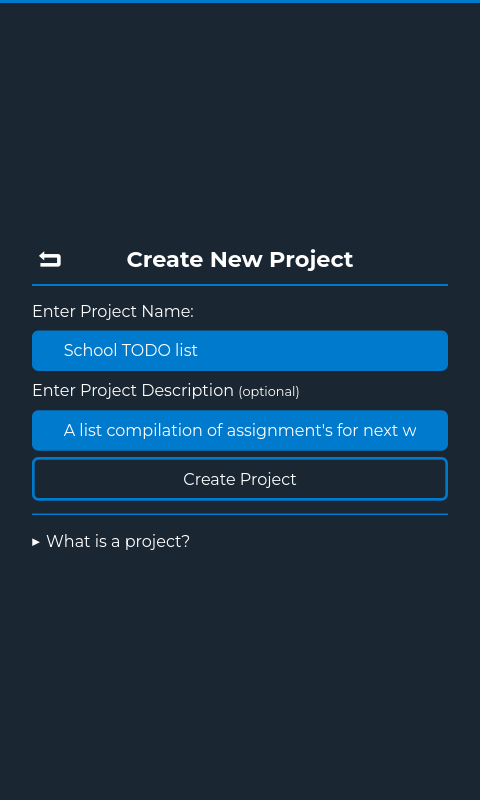 Create New Project
Enter Project Name:
School TODO list
Enter Project Description (optional)
A list compilation of assignment's for next w
Create Project
What is a project?